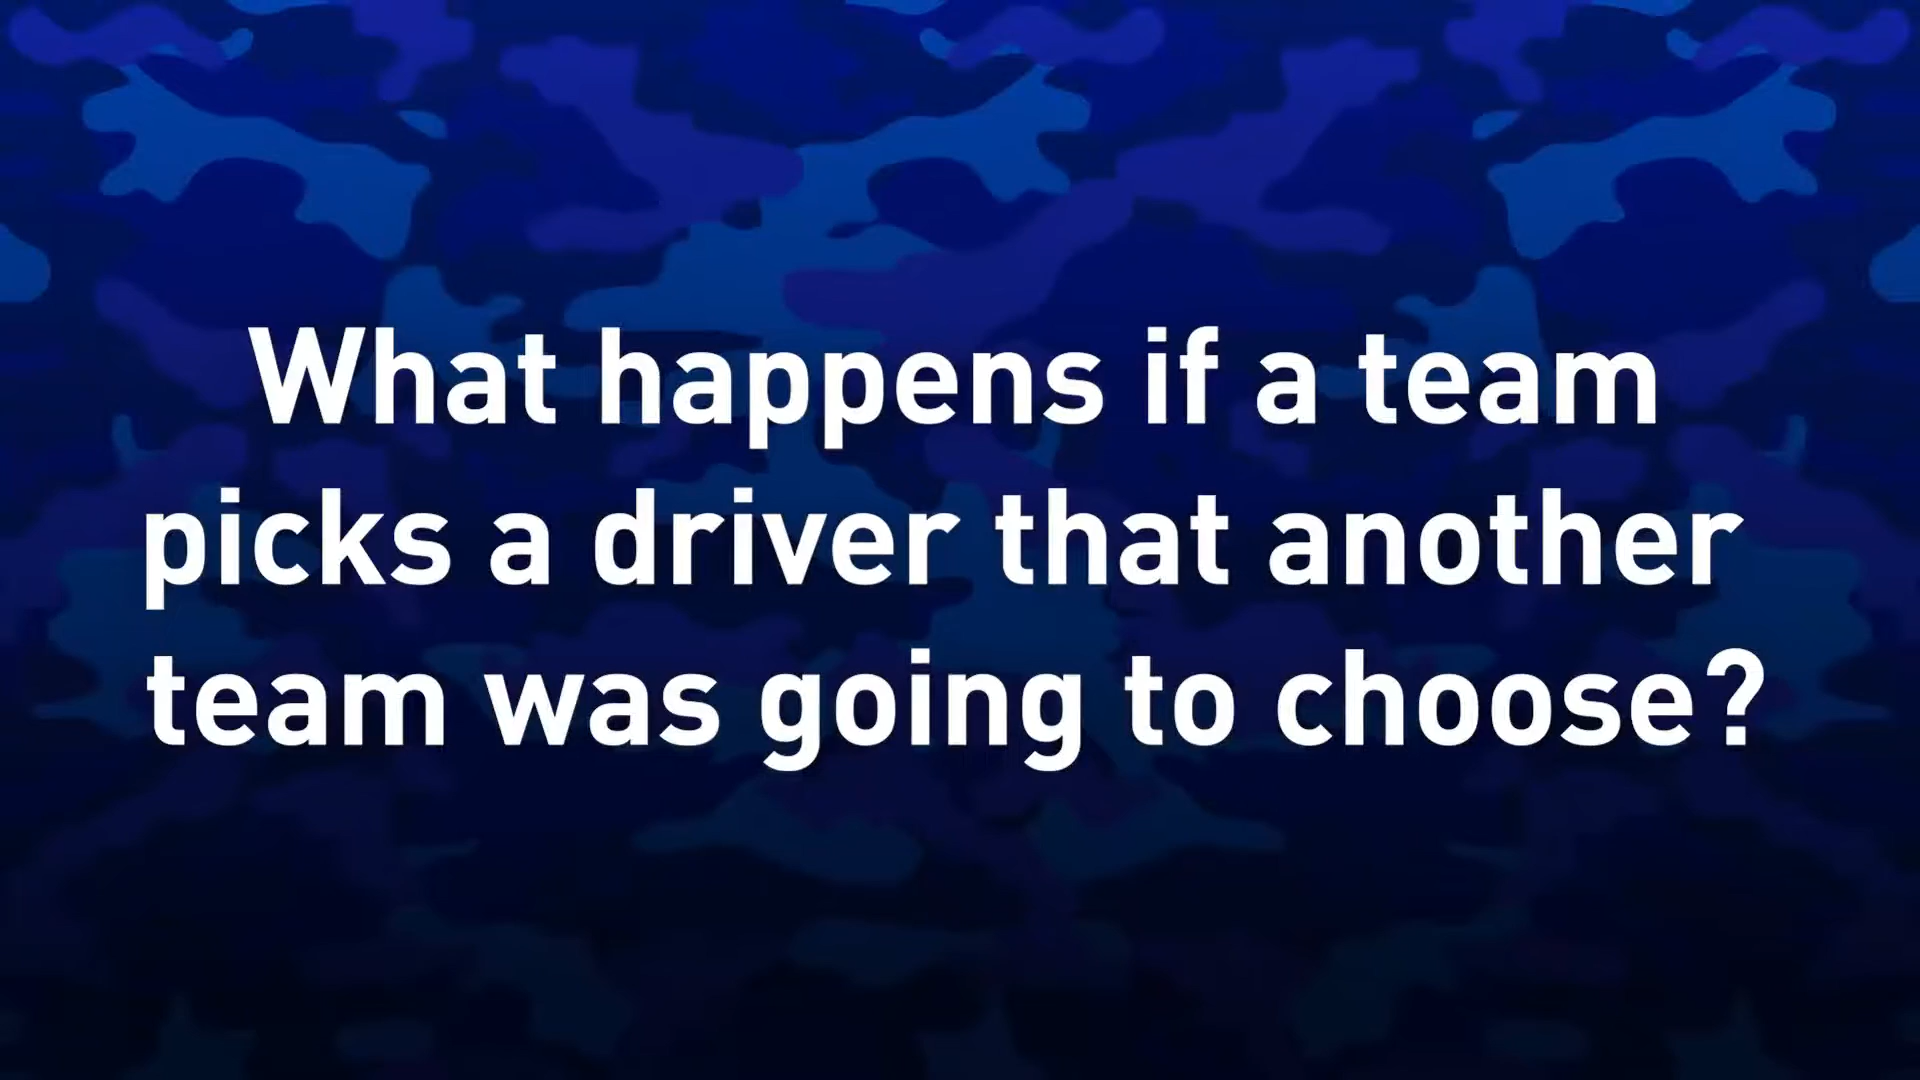 What happens if a team
picks a driver that another
team was going to choose?